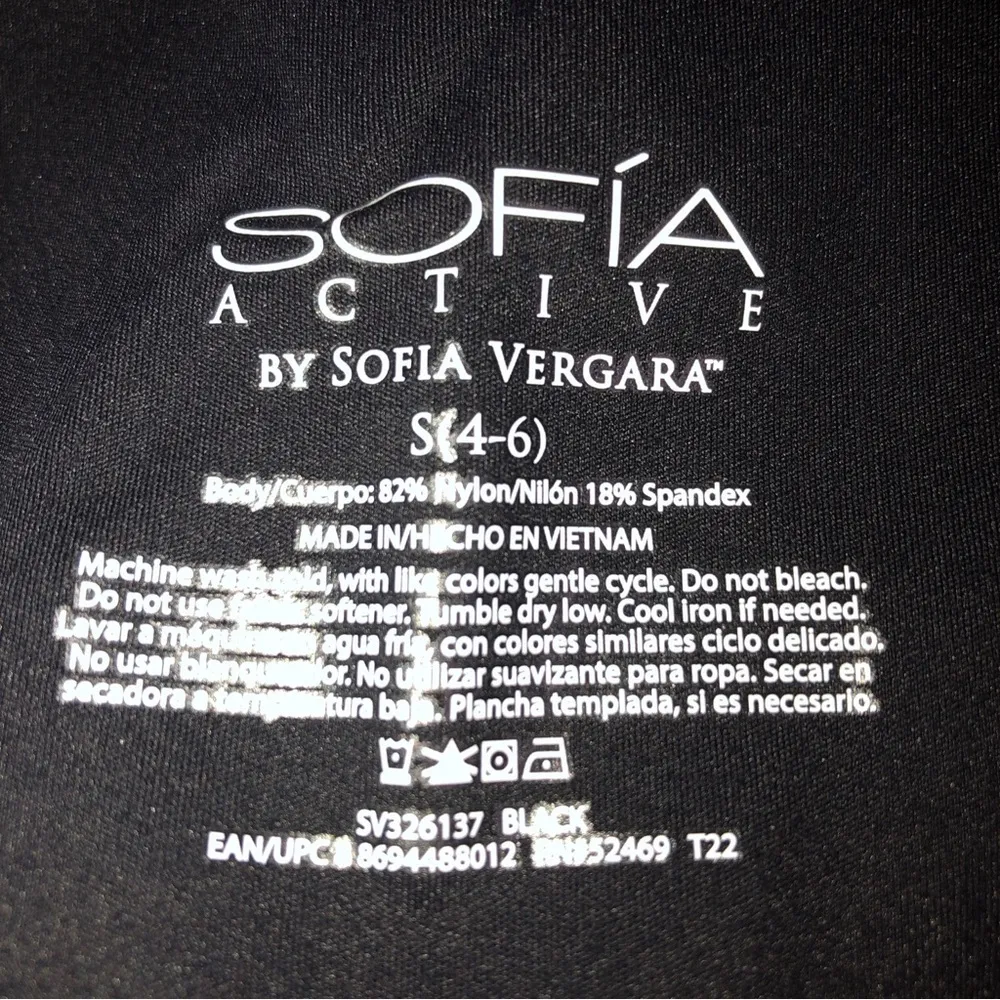 SOFÍA
ACTIVE
BY SOFIA VERGARA™
S(4-6)
Body/Cuerpo: 82% Nylon/Nilón 18% Spandex
MADE IN/HECHO EN VIETNAM
Machine wash cold, with like colors gentle cycle. Do not bleach.
Do not use softener. Tumble dry low. Cool iron if needed.
Lavar a máquina agua fría, con colores similares ciclo delicado.
No usar blanqueador. No utilizar suavizante para ropa. Secar en
secadora a temperatura baja. Plancha templada, si es necesario.
SV326137 BLACK
EAN/UPC 8694488012 T22